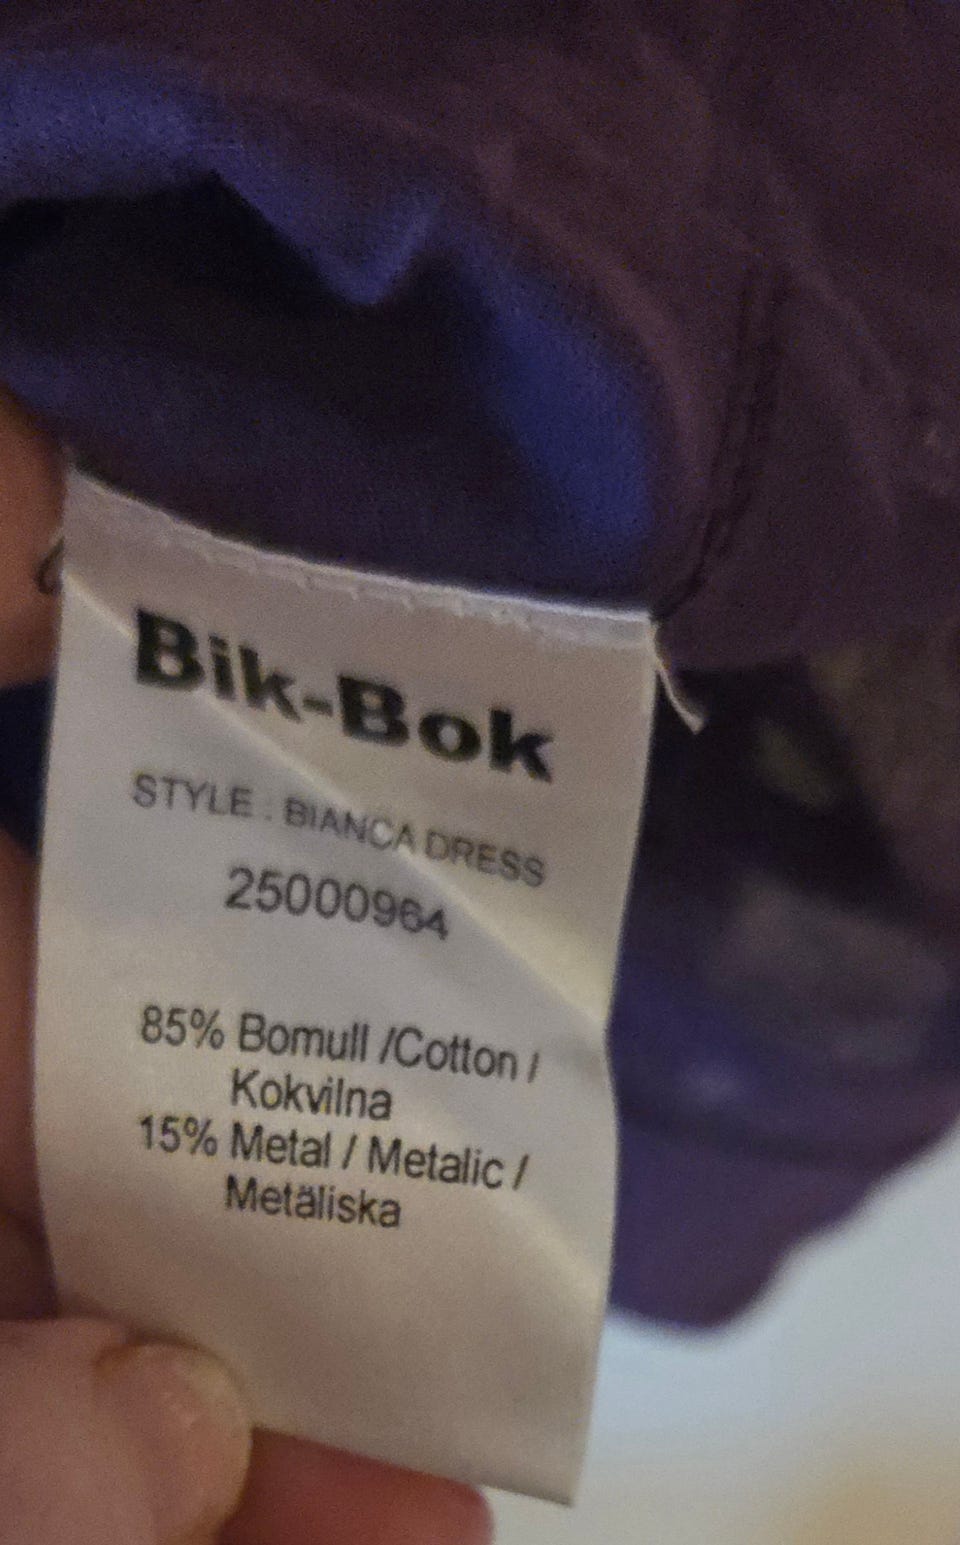 Bik-Bok
STYLE : BIANCA DRESS
25000964
85% Bomull /Cotton /
Kokvilna
15% Metal / Metalic /
Metäliska